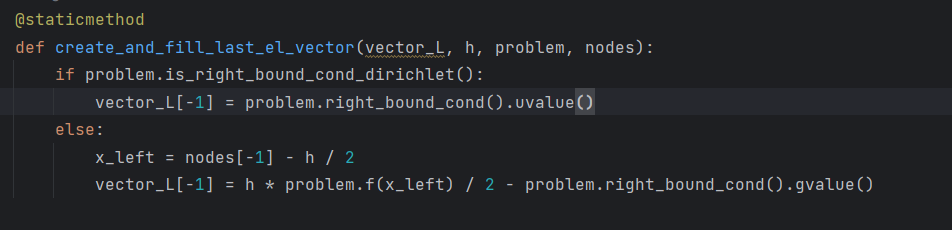 @staticmethod
def create_and_fill_last_el_vector(vector_L, h, problem, nodes):
    if problem.is_right_bound_cond_dirichlet():
        vector_L[-1] = problem.right_bound_cond().uvalue()
    else:
        x_left = nodes[-1] - h / 2
        vector_L[-1] = h * problem.f(x_left) / 2 - problem.right_bound_cond().gvalue()